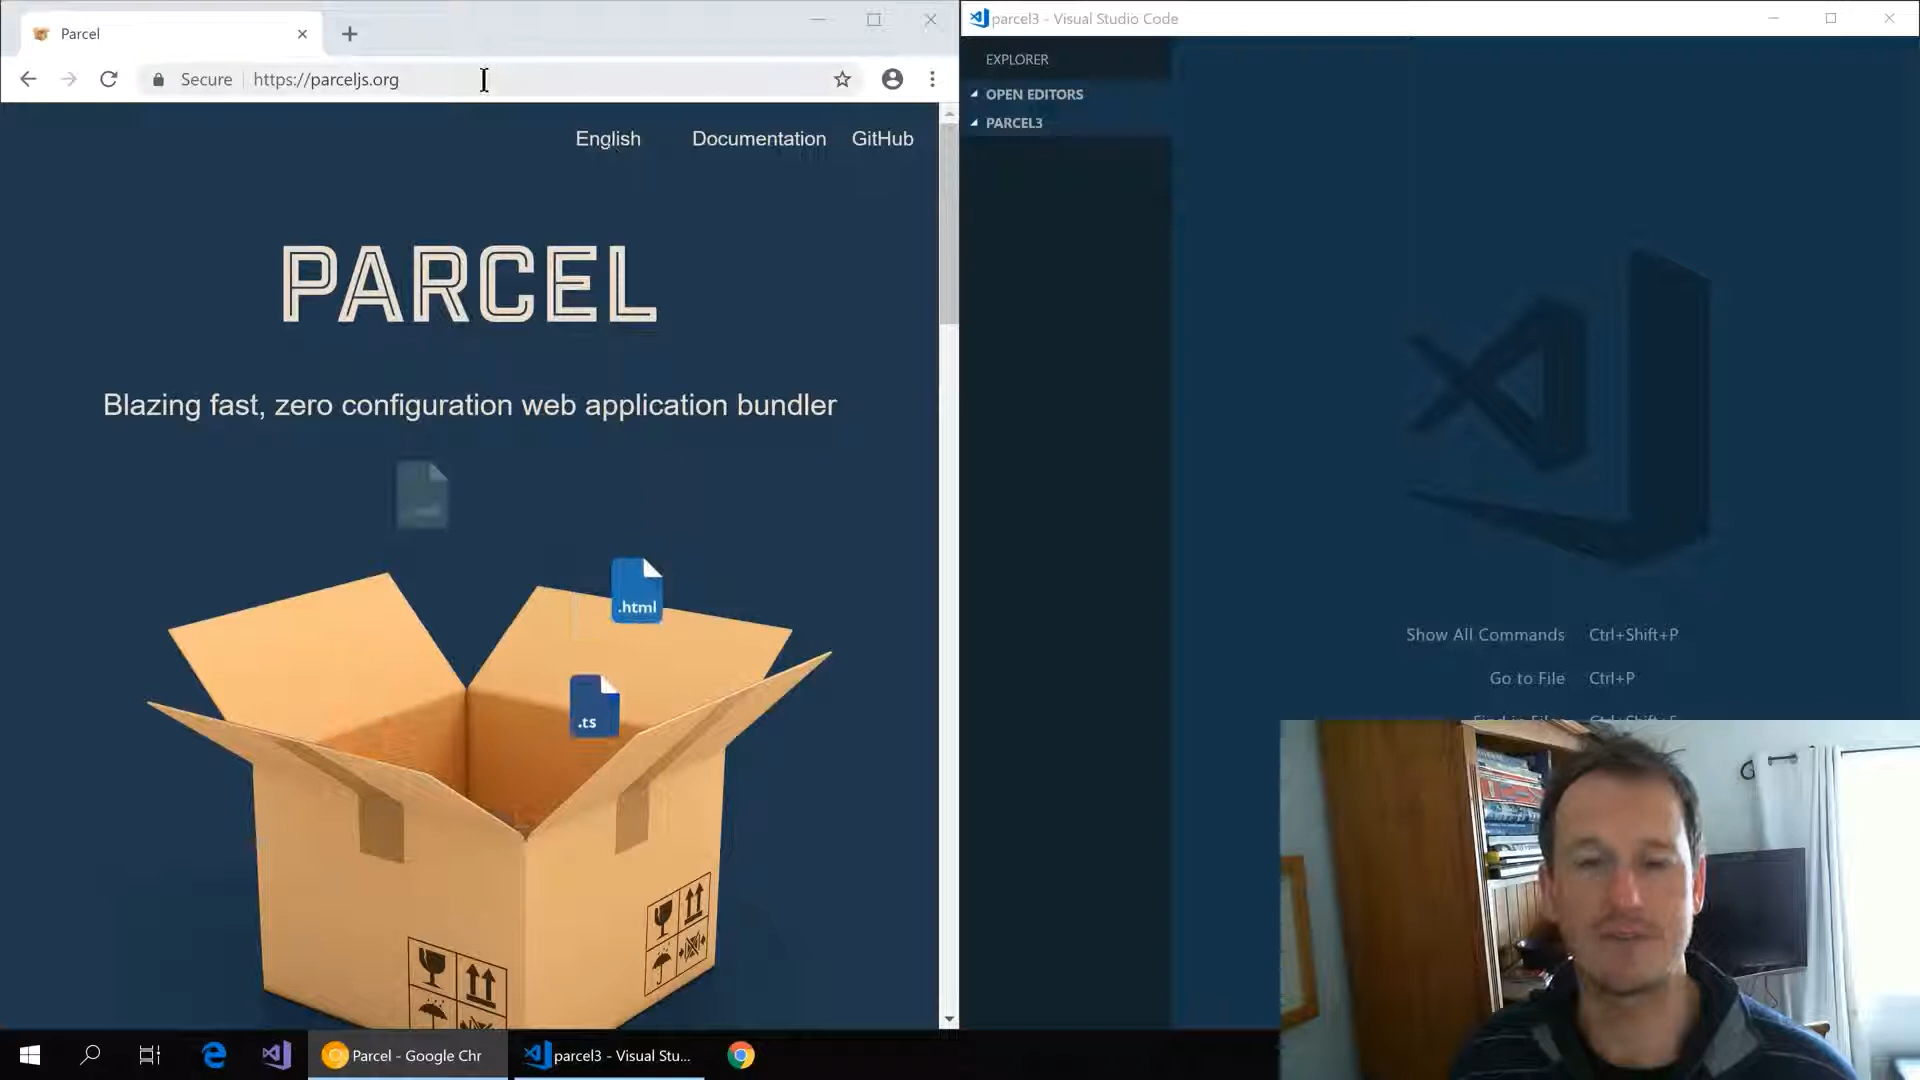 Parcel
Secure
https://parceljs.org
English
Documentation
GitHub
PARCEL
Blazing fast, zero configuration web application bundler
.html
.ts
parcel3 - Visual Studio Code
EXPLORER
OPEN EDITORS
PARCEL3
Show All Commands Ctrl+Shift+P
Go to File Ctrl+P
Parcel - Google Chr
parcel3 - Visual Stu...